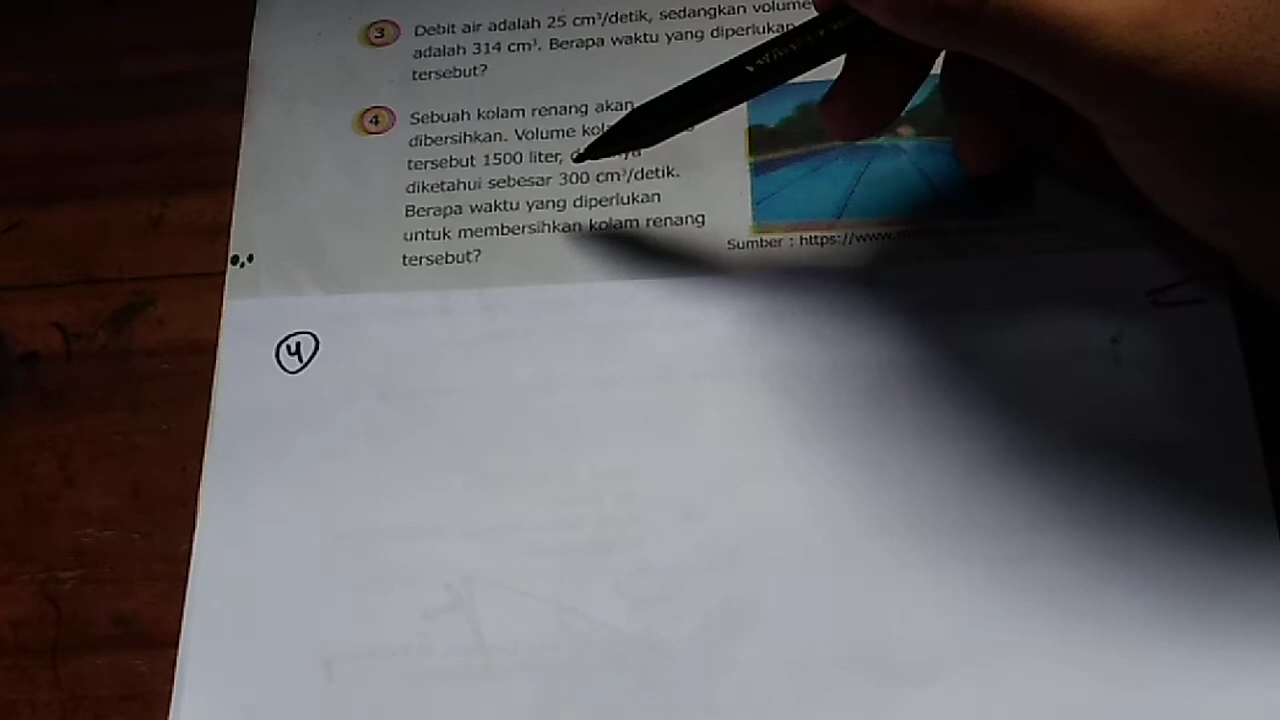 3 Debit air adalah 25 cm³/detik, sedangkan volume
adalah 314 cm³. Berapa waktu yang diperlukan
tersebut?
4 Sebuah kolam renang akan
dibersihkan. Volume
tersebut 1500 liter,
diketahui sebesar 300 cm³/detik.
Berapa waktu yang diperlukan
untuk membersihkan kolam renang
tersebut?
Sumber : https://www.
4